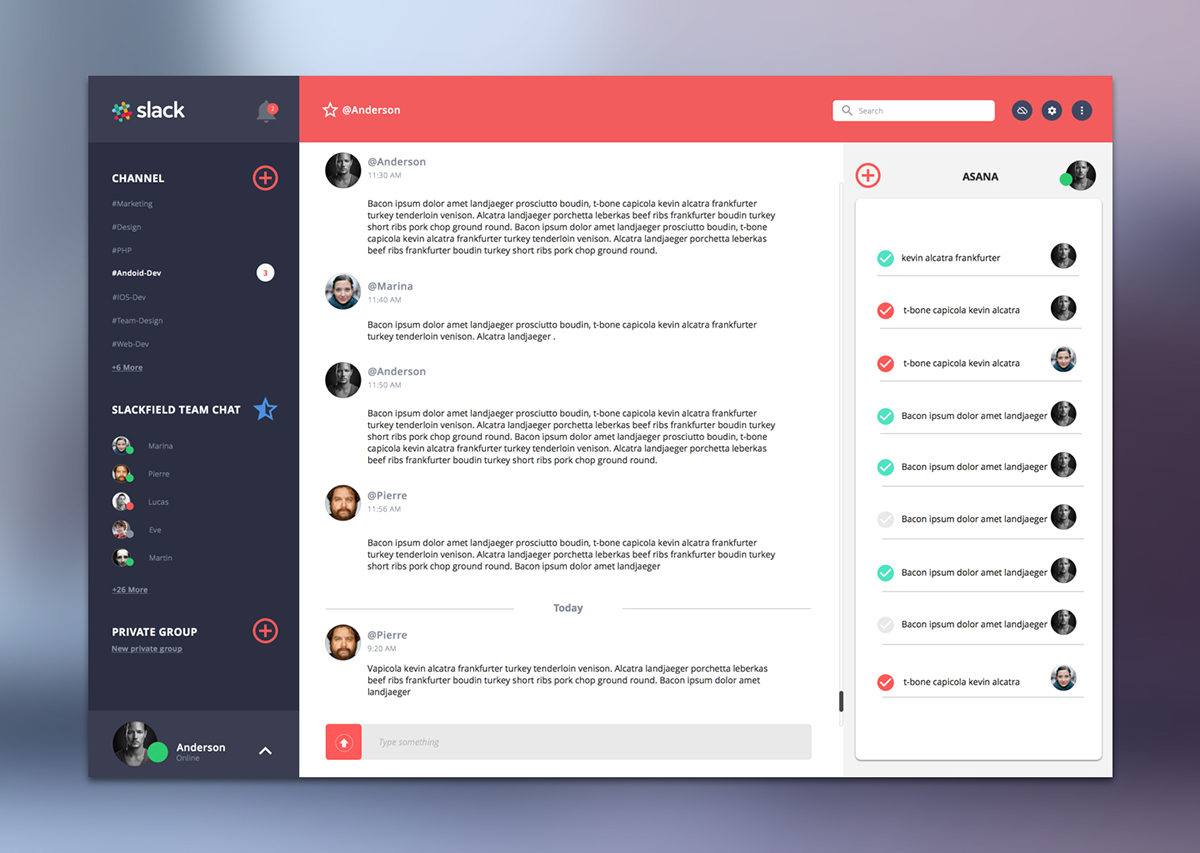 slack
2
CHANNEL
#Marketing
#Design
#PHP
#Andoid-Dev
3
#iOS-Dev
#Team-Design
#Web-Dev
+6 More
SLACKFIELD TEAM CHAT
Marina
Pierre
Lucas
Eve
Martin
+26 More
PRIVATE GROUP
New private group
Anderson
Online
@Anderson
Search
@Anderson
11:30 AM
Bacon ipsum dolor amet landjaeger prosciutto boudin, t-bone capicola kevin alcatra frankfurter
turkey tenderloin venison. Alcatra landjaeger porchetta leberkas beef ribs frankfurter boudin turkey
short ribs pork chop ground round. Bacon ipsum dolor amet landjaeger prosciutto boudin, t-bone
capicola kevin alcatra frankfurter turkey tenderloin venison. Alcatra landjaeger porchetta leberkas
beef ribs frankfurter boudin turkey short ribs pork chop ground round.
@Marina
11:40 AM
Bacon ipsum dolor amet landjaeger prosciutto boudin, t-bone capicola kevin alcatra frankfurter
turkey tenderloin venison. Alcatra landjaeger .
@Anderson
11:50 AM
Bacon ipsum dolor amet landjaeger prosciutto boudin, t-bone capicola kevin alcatra frankfurter
turkey tenderloin venison. Alcatra landjaeger porchetta leberkas beef ribs frankfurter boudin turkey
short ribs pork chop ground round. Bacon ipsum dolor amet landjaeger prosciutto boudin, t-bone
capicola kevin alcatra frankfurter turkey tenderloin venison. Alcatra landjaeger porchetta leberkas
beef ribs frankfurter boudin turkey short ribs pork chop ground round.
@Pierre
11:56 AM
Bacon ipsum dolor amet landjaeger prosciutto boudin, t-bone capicola kevin alcatra frankfurter
turkey tenderloin venison. Alcatra landjaeger porchetta leberkas beef ribs frankfurter boudin turkey
short ribs pork chop ground round. Bacon ipsum dolor amet landjaeger
Today
@Pierre
9:20 AM
Vapicola kevin alcatra frankfurter turkey tenderloin venison. Alcatra landjaeger porchetta leberkas
beef ribs frankfurter boudin turkey short ribs pork chop ground round. Bacon ipsum dolor amet
landjaeger
Type something
ASANA
kevin alcatra frankfurter
t-bone capicola kevin alcatra
t-bone capicola kevin alcatra
Bacon ipsum dolor amet landjaeger
Bacon ipsum dolor amet landjaeger
Bacon ipsum dolor amet landjaeger
Bacon ipsum dolor amet landjaeger
Bacon ipsum dolor amet landjaeger
t-bone capicola kevin alcatra